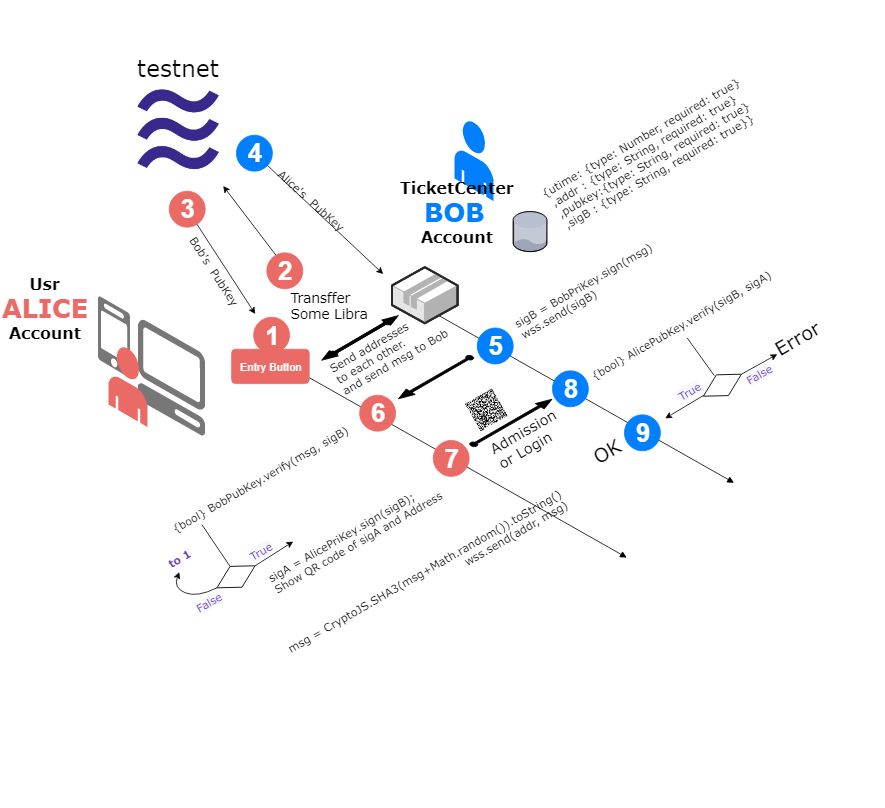 testnet
4
Alice's PubKey
3
Bob's PubKey
2
Transffer
Some Libra
TicketCenter
BOB
Account
{utime: {type: Number, required: true}
,addr : {type: String, required: true}
,pubkey:{type: String, required: true}
,sigB : {type: String, required: true}}
Usr
ALICE
Account
1
Entry Button
Send addresses
to each other.
and send msg to Bob
5
sigB = BobPriKey.sign(msg)
wss.send(sigB)
6
{bool} BobPubKey.verify(msg, sigB)
to 1
True
False
7
Admission
or Login
8
{bool} AlicePubKey.verify(sigB, sigA)
True
False
Error
9
OK
sigA = AlicePriKey.sign(sigB);
Show QR code of sigA and Address
msg = CryptoJS.SHA3(msg+Math.random()).toString()
wss.send(addr, msg)